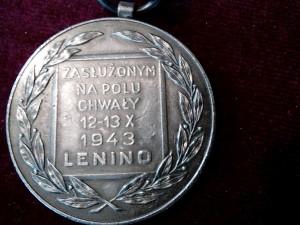 ZASŁUŻONYM
NA POLU
CHWAŁY
12-13 X
1943
LENINO